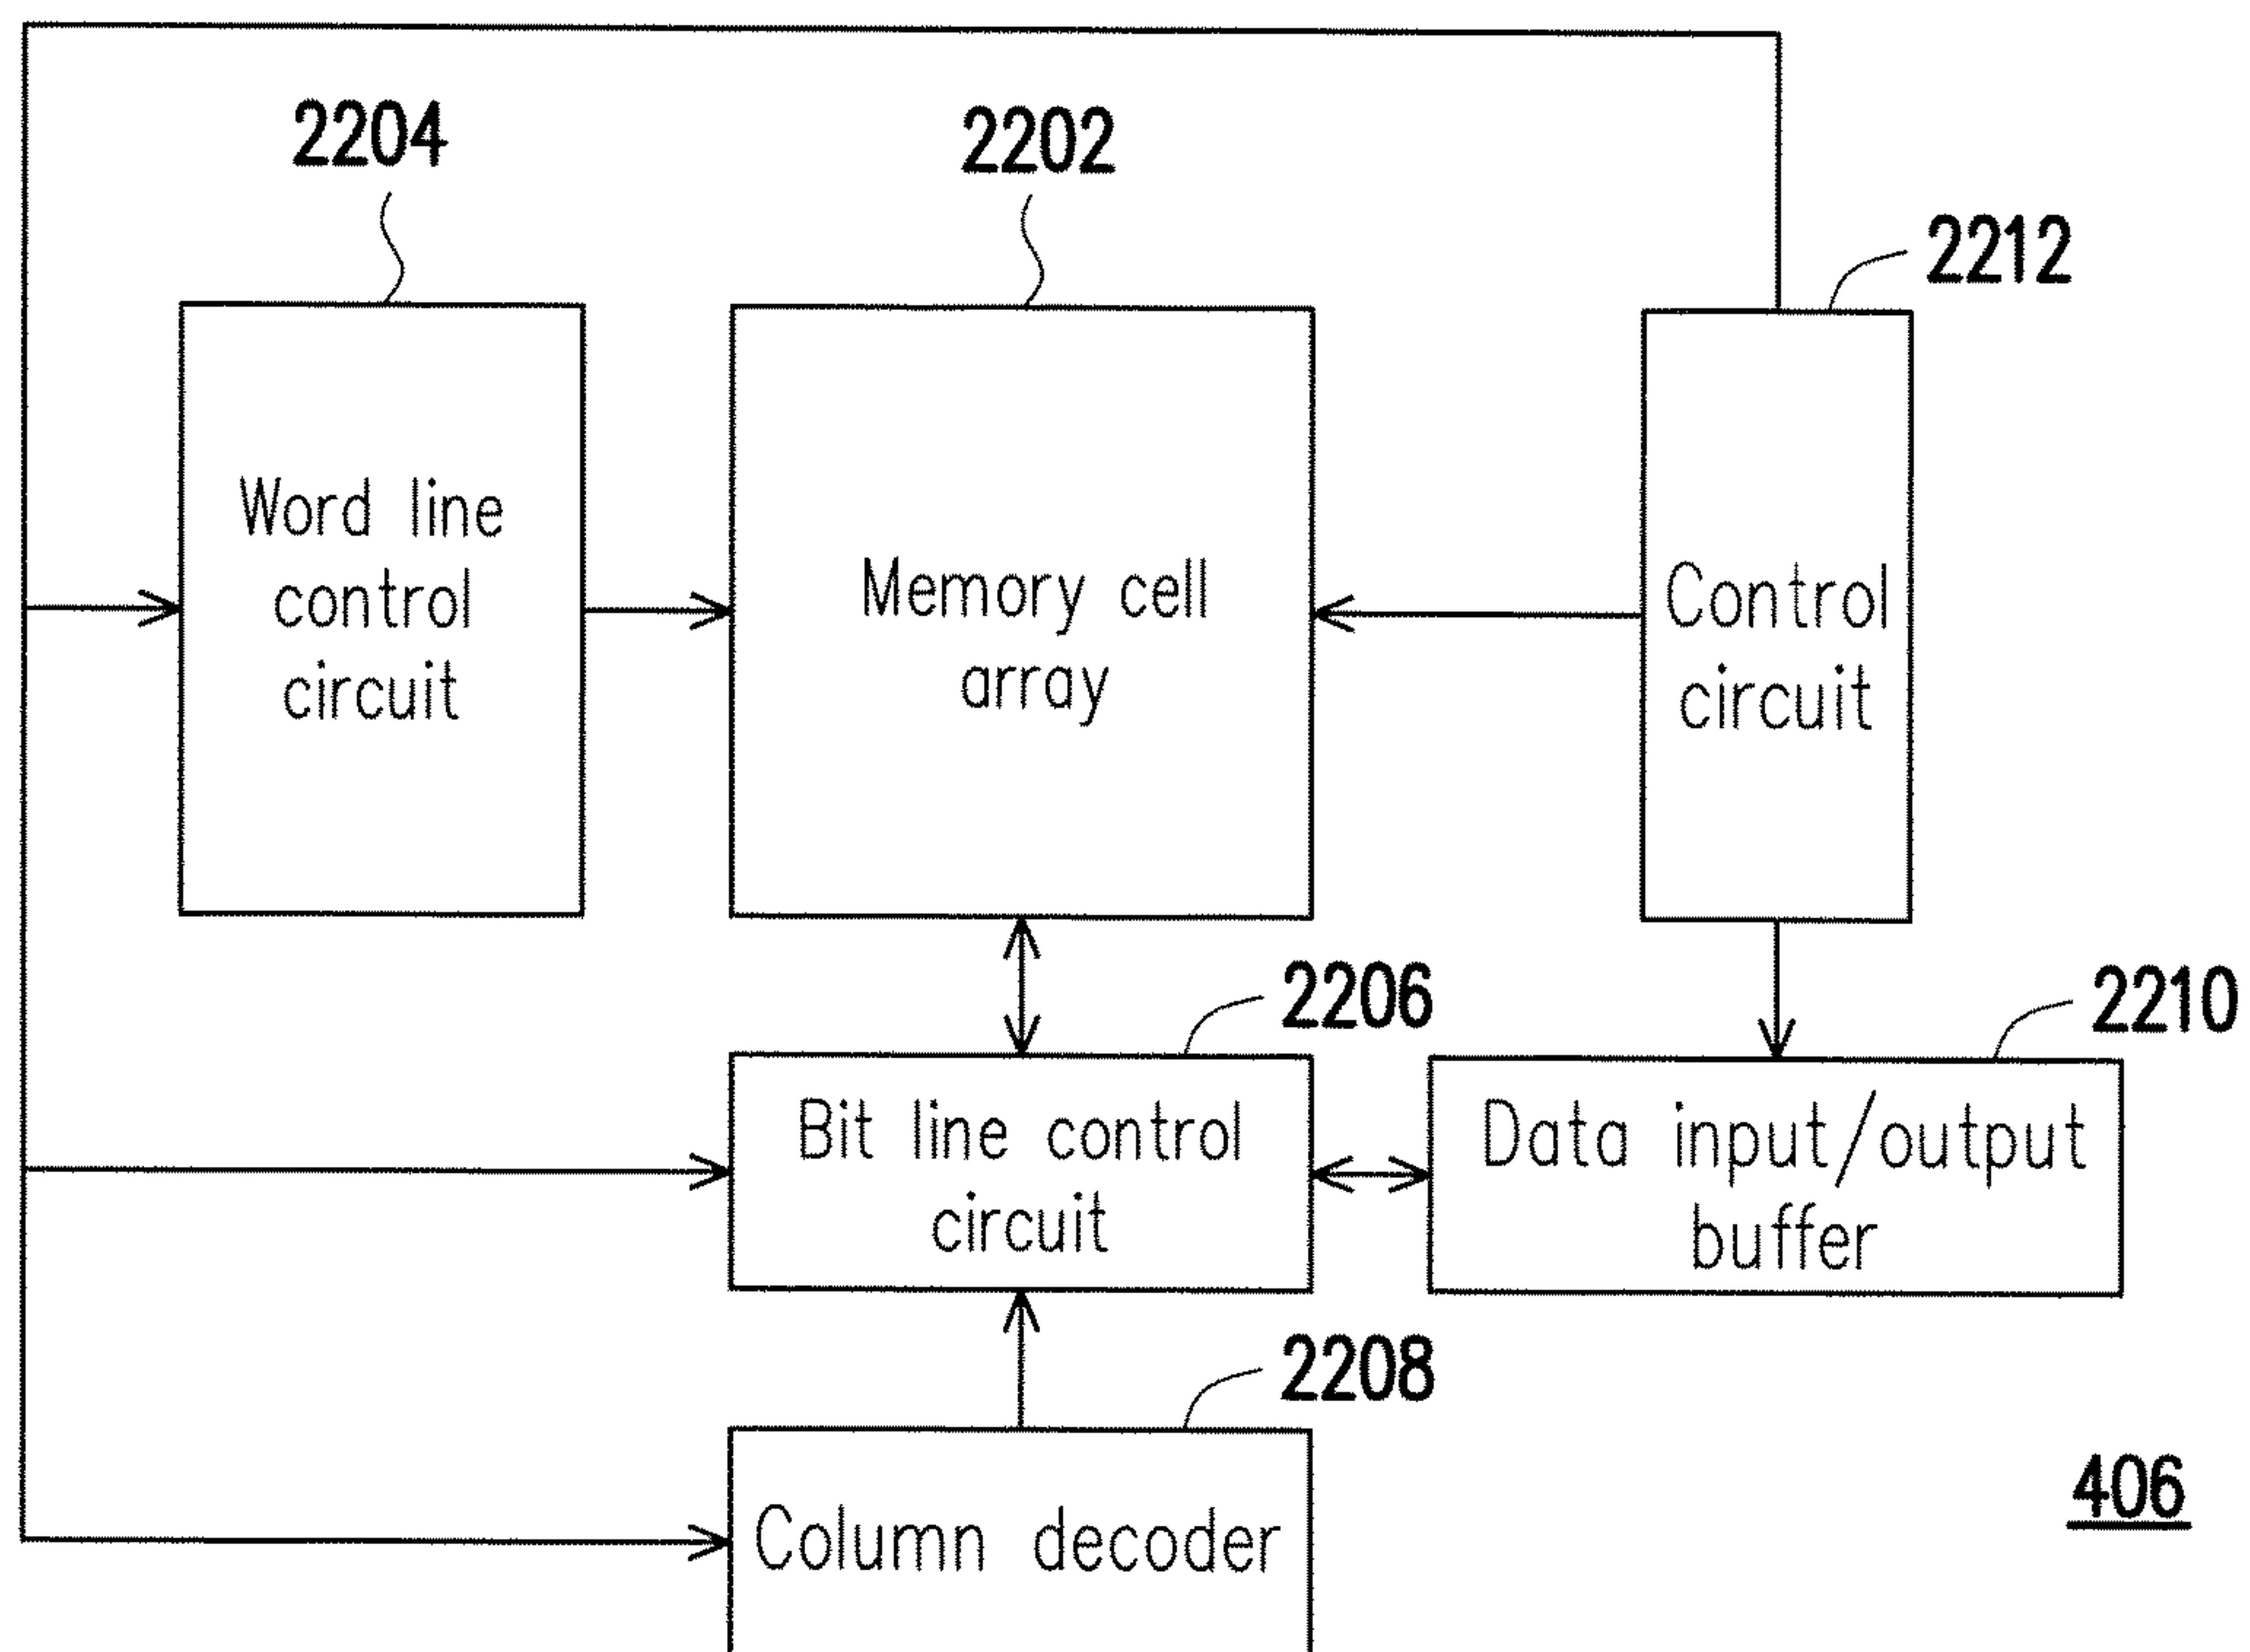 2204
2202
2212
Word line
control
circuit
Memory cell
array
Control
circuit
2206
2210
Bit line control
circuit
Data input/output
buffer
2208
Column decoder
406